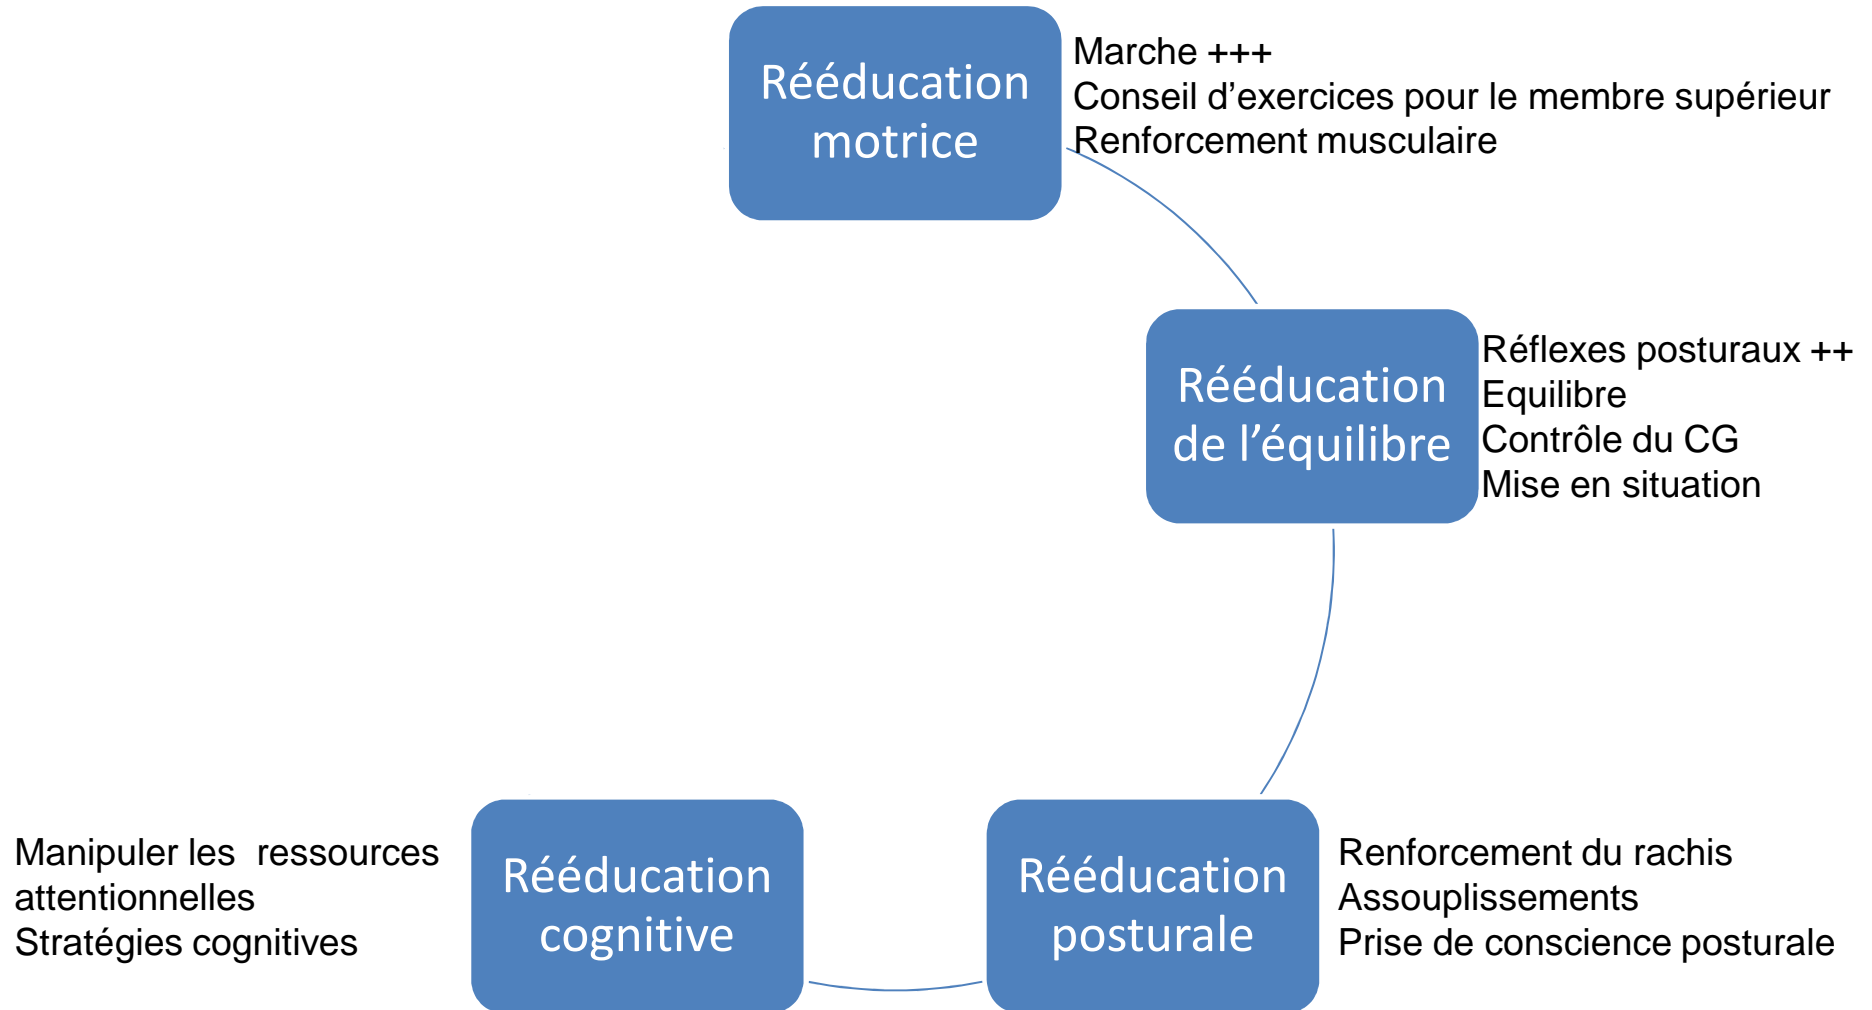 Rééducation
motrice
Marche +++
Conseil d’exercices pour le membre supérieur
Renforcement musculaire
Rééducation
de l’équilibre
Réflexes posturaux ++
Equilibre
Contrôle du CG
Mise en situation
Rééducation
posturale
Renforcement du rachis
Assouplissements
Prise de conscience posturale
Rééducation
cognitive
Manipuler les  ressources
attentionnelles
Stratégies cognitives